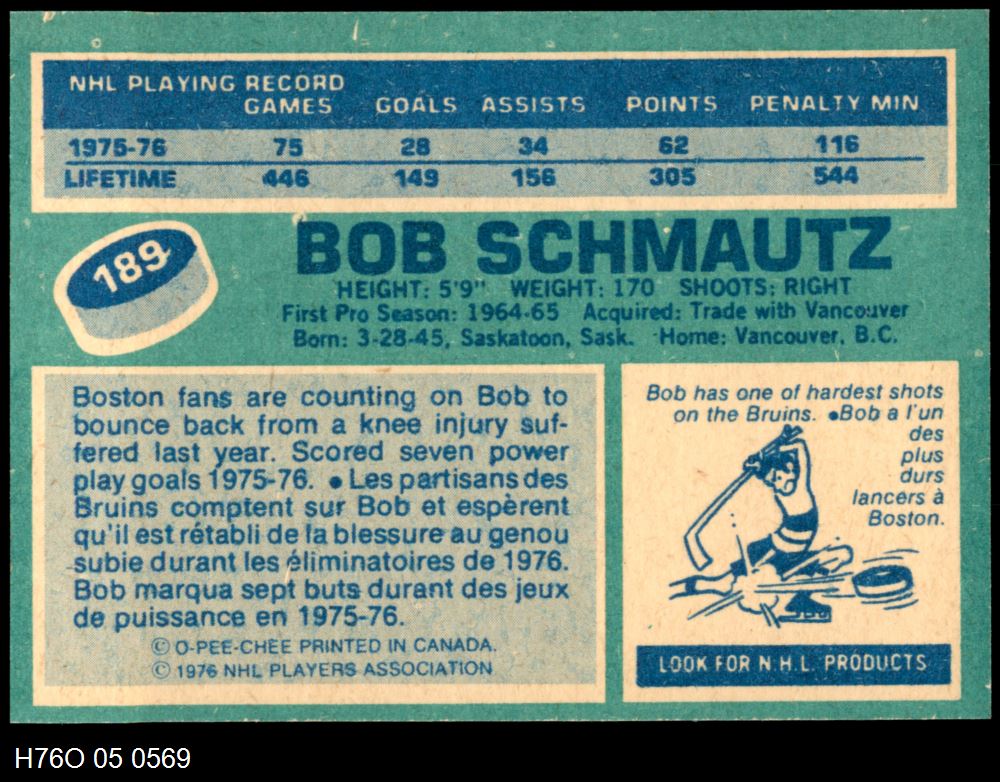 NHL PLAYING RECORD
GAMES GOALS ASSISTS POINTS PENALTY MIN
1975-76 75 28 34 62 116
LIFETIME 446 149 156 305 544
189
BOB SCHMAUTZ
HEIGHT: 5'9" WEIGHT: 170 SHOOTS: RIGHT
First Pro Season: 1964-65 Acquired: Trade with Vancouver
Born: 3-28-45, Saskatoon, Sask. Home: Vancouver, B.C.
Boston fans are counting on Bob to
bounce back from a knee injury suf-
fered last year. Scored seven power
play goals 1975-76. • Les partisans des
Bruins comptent sur Bob et espèrent
qu'il est rétabli de la blessure au genou
subie durant les éliminatoires de 1976.
Bob marqua sept buts durant des jeux
de puissance en 1975-76.
© O-PEE-CHEE PRINTED IN CANADA.
© 1976 NHL PLAYERS ASSOCIATION
Bob has one of hardest shots
on the Bruins. •Bob a l'un
des
plus
durs
lancers à
Boston.
LOOK FOR N.H.L. PRODUCTS
H76O 05 0569